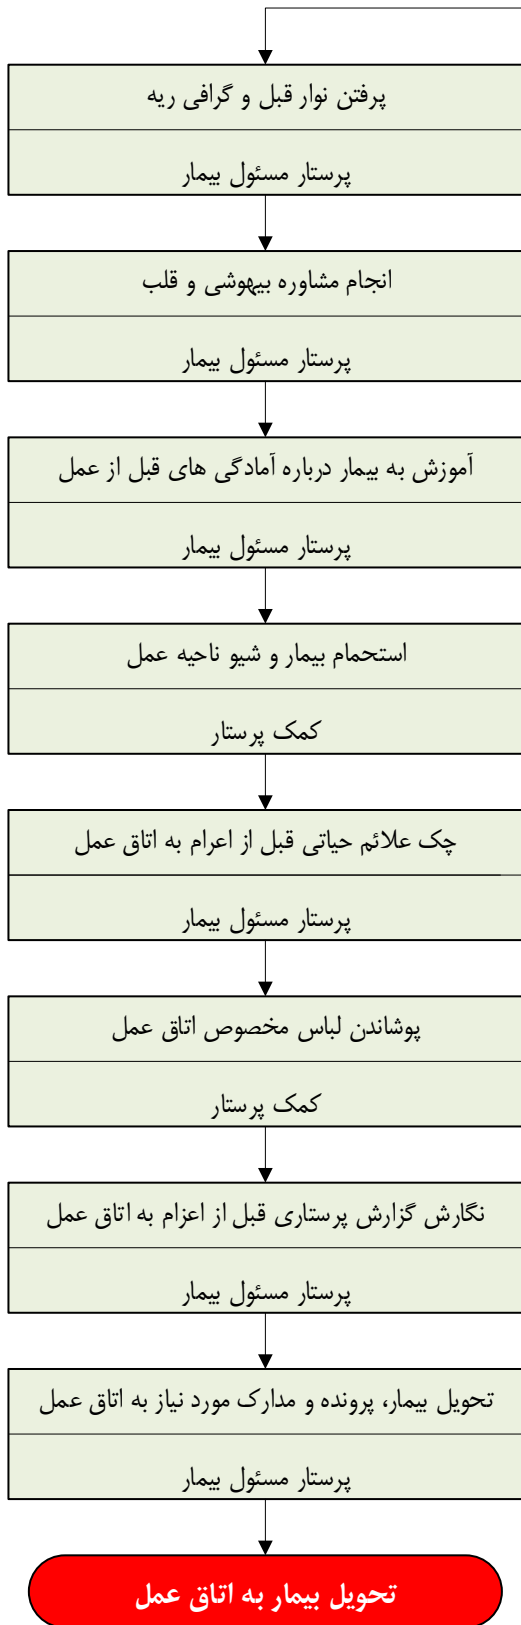 پرفتن نوار قبل و گرافی ریه
پرستار مسئول بیمار
انجام مشاوره بیهوشی و قلب
پرستار مسئول بیمار
آموزش به بیمار درباره آمادگی های قبل از عمل
پرستار مسئول بیمار
استحمام بیمار و شیو ناحیه عمل
کمک پرستار
چک علائم حیاتی قبل از اعرام به اتاق عمل
پرستار مسئول بیمار
پوشاندن لباس مخصوص اتاق عمل
کمک پرستار
نگارش گزارش پرستاری قبل از اعزام به اتاق عمل
پرستار مسئول بیمار
تحویل بیمار، پرونده و مدارک مورد نیاز به اتاق عمل
پرستار مسئول بیمار
تحویل بیمار به اتاق عمل